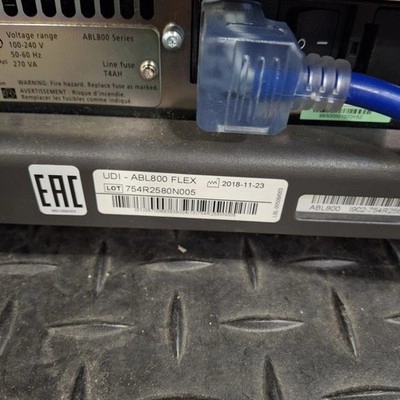 Voltage range
100-240 V
50-60 Hz
270 VA
ABL800 Series
Line fuse
T4AH
WARNING: Fire hazard. Replace fuse as marked.
AVERTISSEMENT: Risque d'incendie.
Remplacer les fusibles comme indiqué.
EAC
UDI - ABL800 FLEX
2018-11-23
LOT 754R2580N005
ABL800